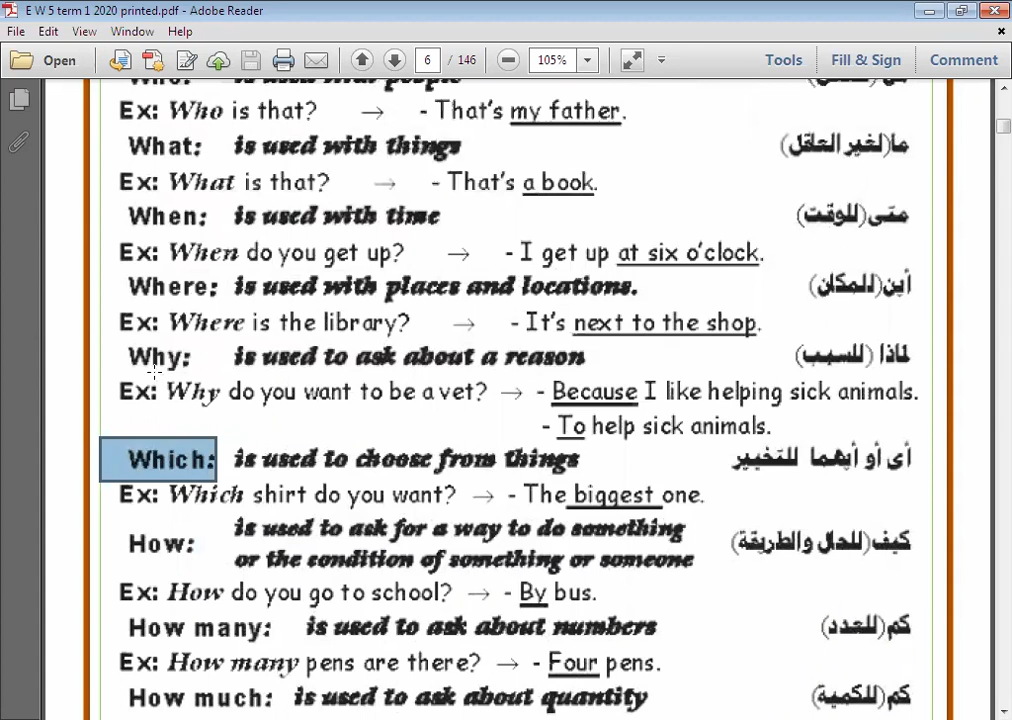 E W 5 term 1 2020 printed.pdf - Adobe Reader
File Edit View Window Help
Open 6 / 146 105% Tools Fill & Sign Comment
Who: is used with people
Ex: Who is that? → - That's my father.
What: is used with things ما(لغير العاقل)
Ex: What is that? → - That's a book.
When: is used with time متى(للوقت)
Ex: When do you get up? → - I get up at six o'clock.
Where: is used with places and locations. أين(للمكان)
Ex: Where is the library? → - It's next to the shop.
Why: is used to ask about a reason لماذا (للسبب)
Ex: Why do you want to be a vet? → - Because I like helping sick animals.
- To help sick animals.
Which: is used to choose from things أى أو أيهما للتخيير
Ex: Which shirt do you want? → - The biggest one.
is used to ask for a way to do something
How: كيف(للحال والطريقة)
or the condition of something or someone
Ex: How do you go to school? → - By bus.
How many: is used to ask about numbers كم(للعدد)
Ex: How many pens are there? → - Four pens.
How much: is used to ask about quantity كم(للكمية)